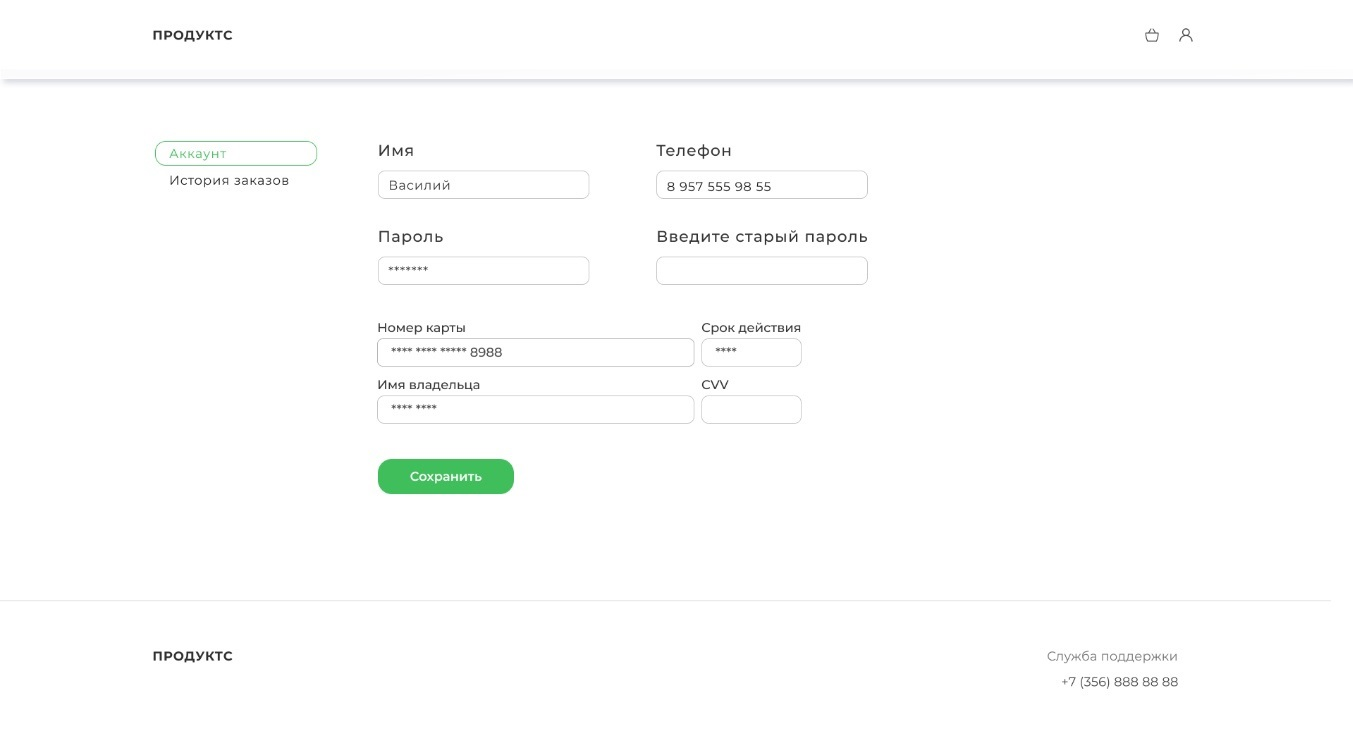 ПРОДУКТС
Аккаунт
История заказов
Имя
Телефон
Василий
8 957 555 98 55
Пароль
Введите старый пароль
*******
Номер карты
Срок действия
**** **** ***** 8988
****
Имя владельца
CVV
**** ****
Сохранить
ПРОДУКТС
Служба поддержки
+7 (356) 888 88 88